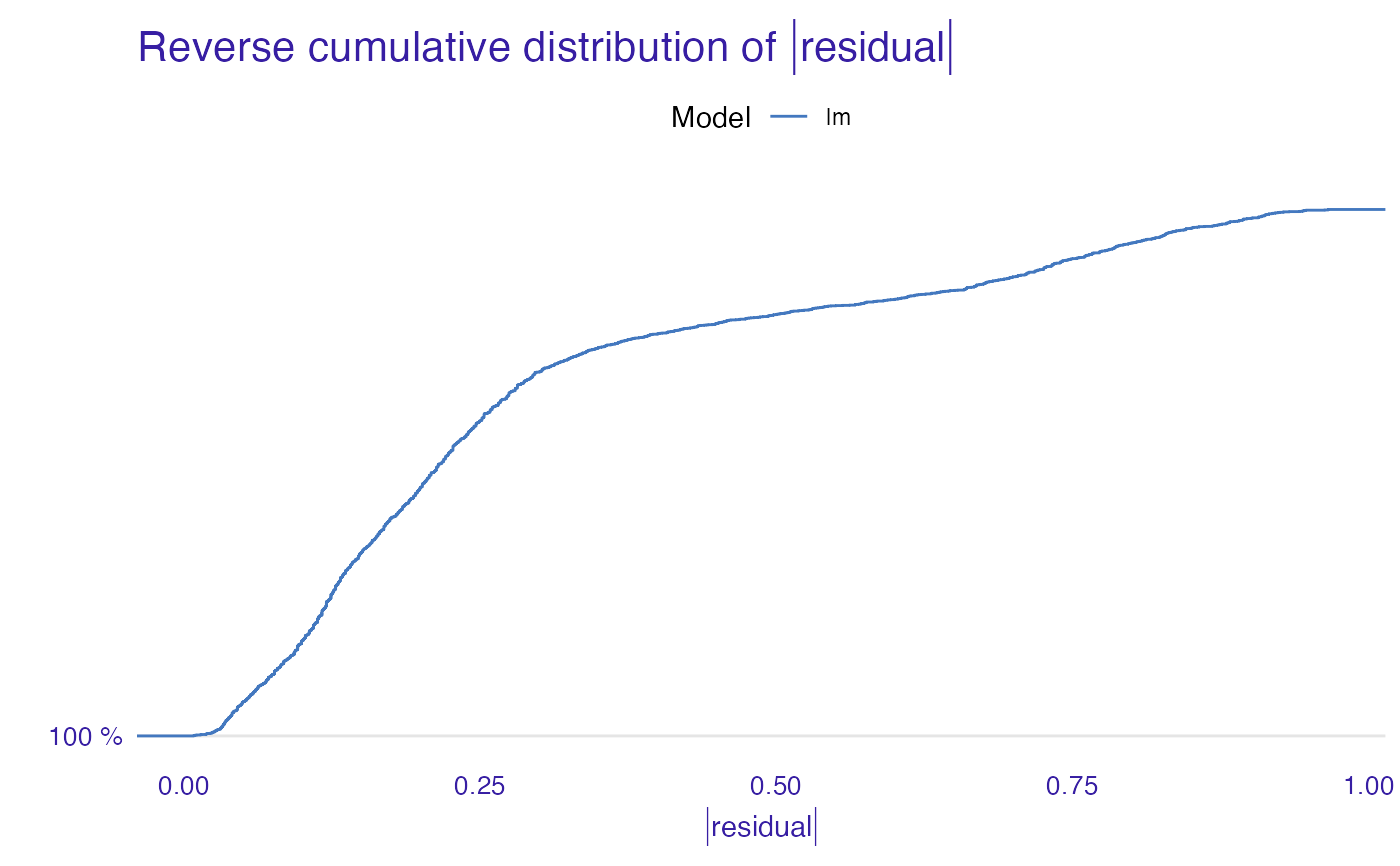 Reverse cumulative distribution of |residual|
Model lm
100 %
0.00 0.25 0.50 0.75 1.00
|residual|